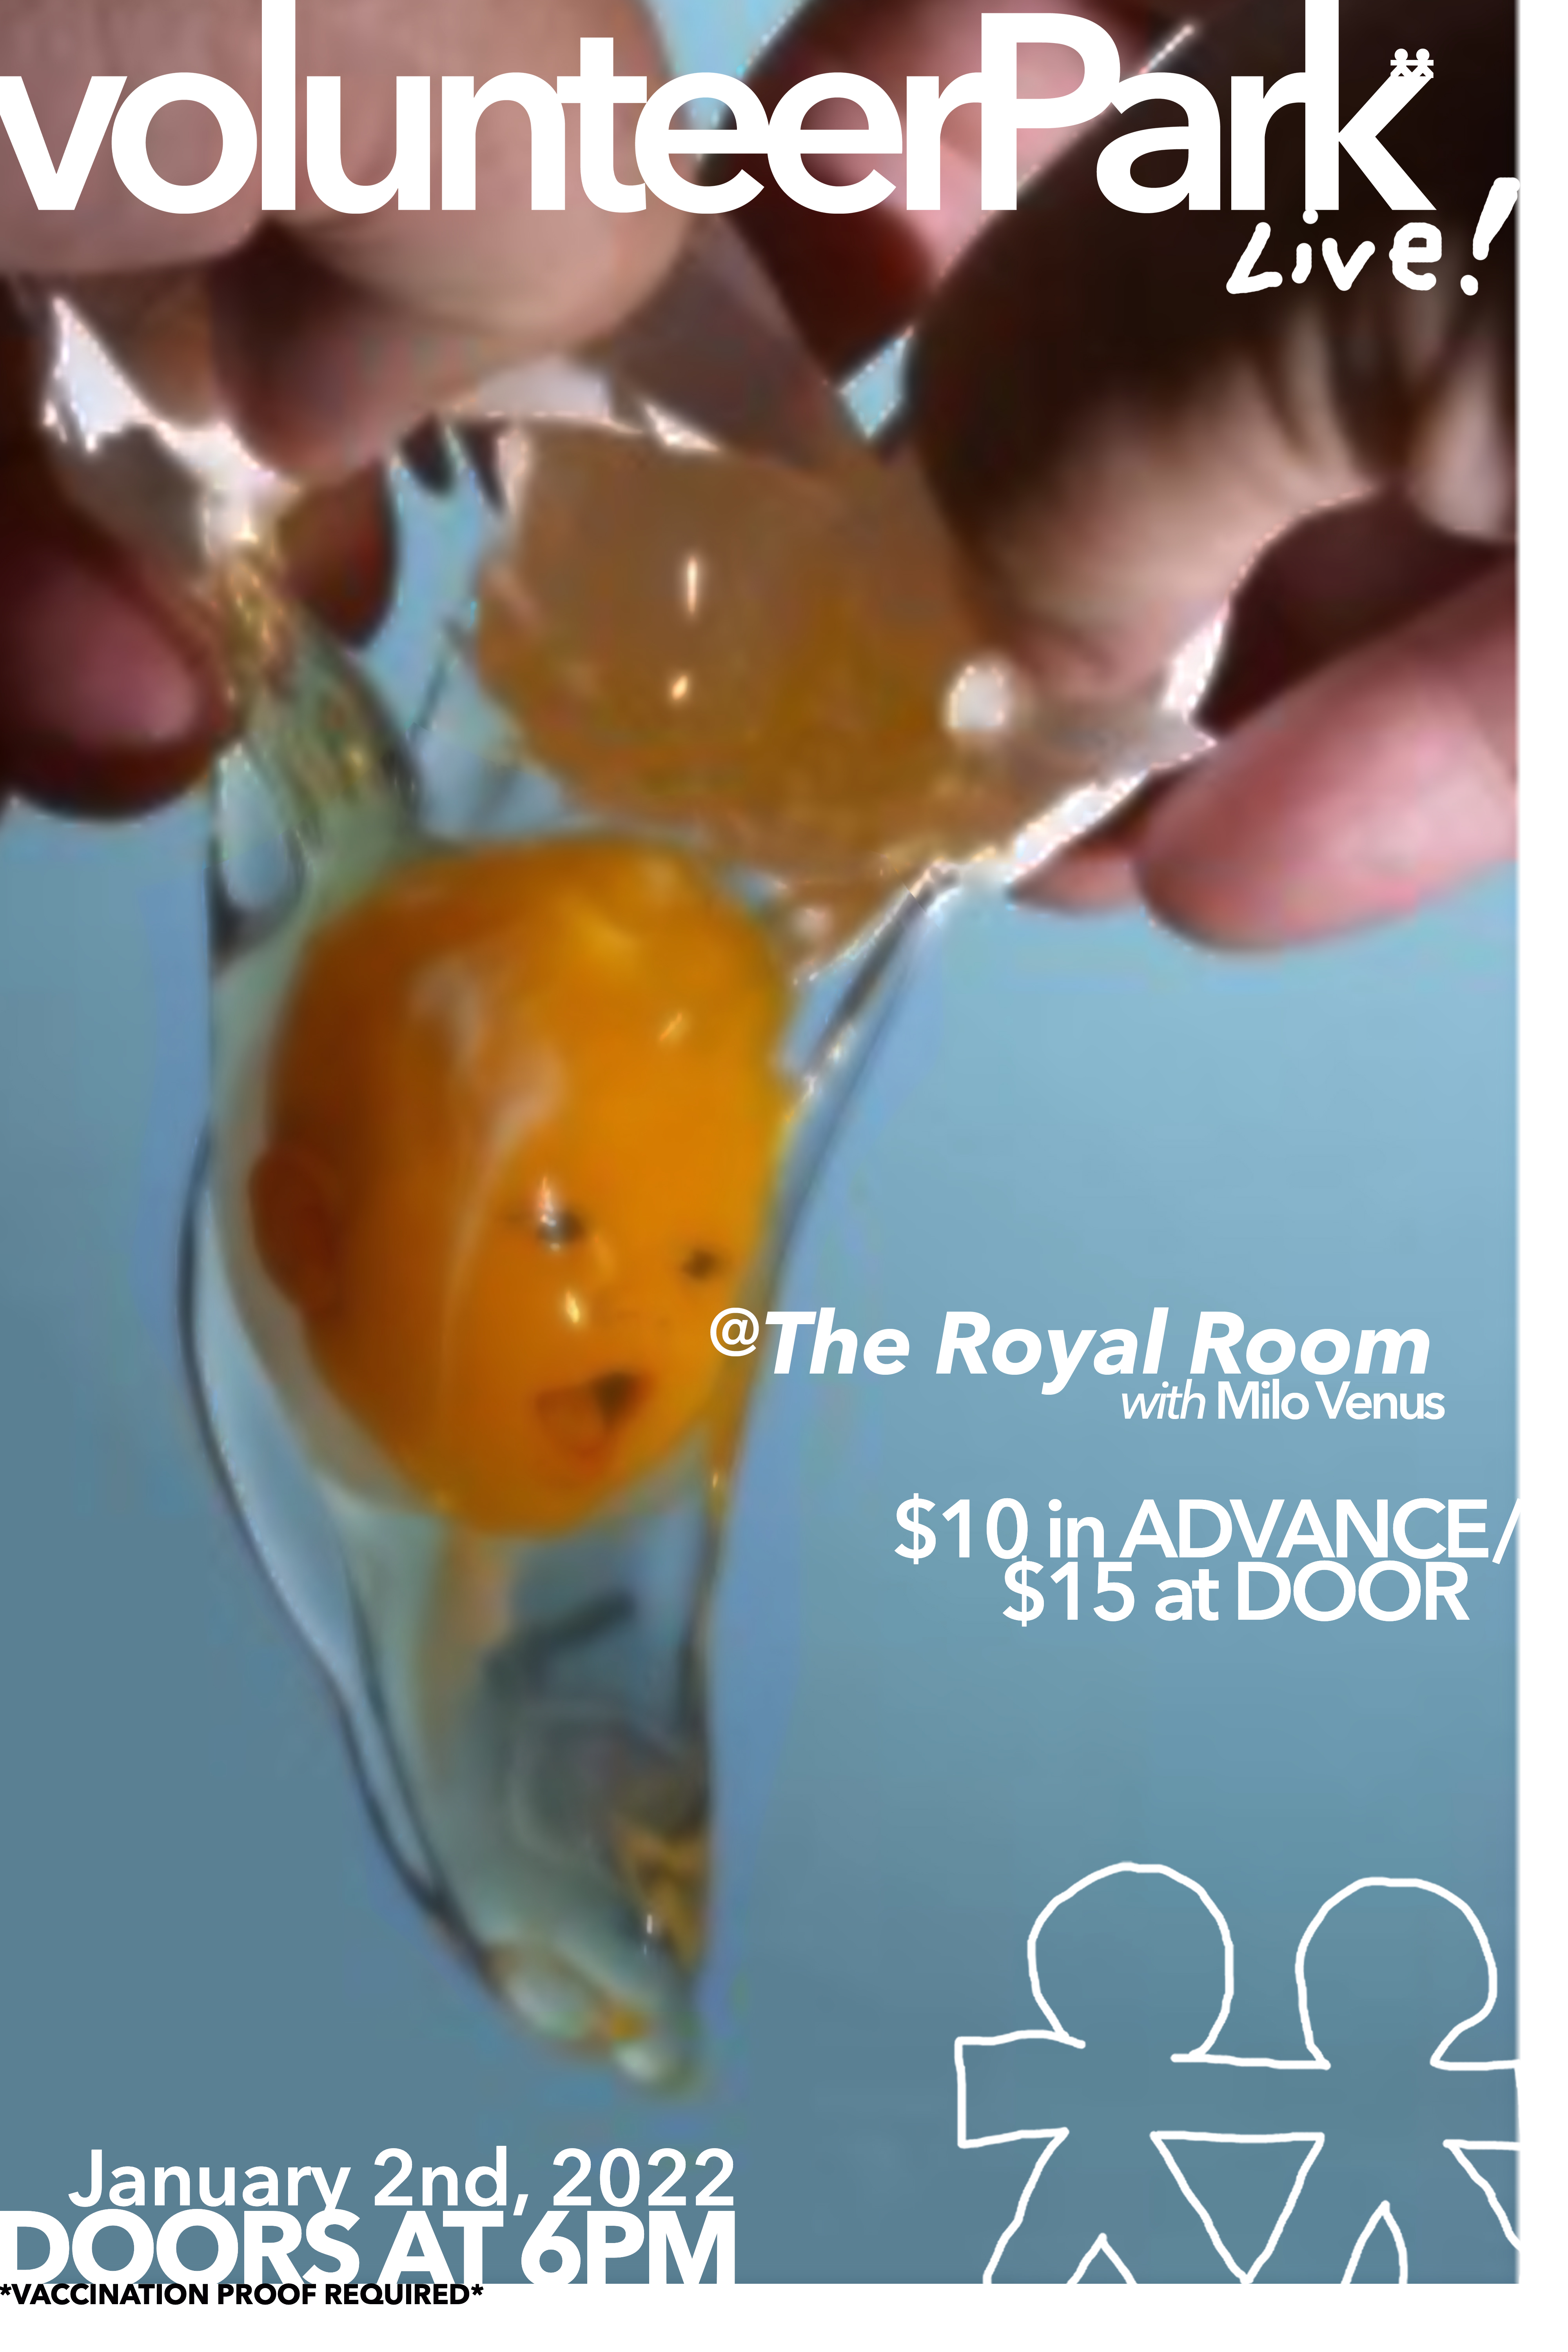 volunteerPark
Live!
@The Royal Room
with Milo Venus
$10 in ADVANCE/
$15 at DOOR
January 2nd, 2022
DOORS AT 6PM
*VACCINATION PROOF REQUIRED*